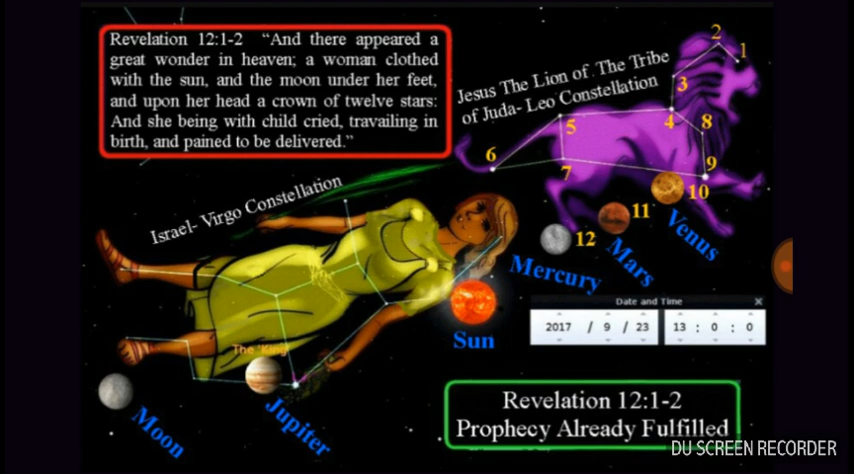 Revelation 12:1-2 “And there appeared a
great wonder in heaven; a woman clothed
with the sun, and the moon under her feet,
and upon her head a crown of twelve stars:
And she being with child cried, travailing in
birth, and pained to be delivered.”
Jesus The Lion of The Tribe
of Juda- Leo Constellation
2
1
3
4
8
5
6
7
9
10
11
12
Venus
Mars
Mercury
Israel- Virgo Constellation
Sun
Date and Time
2017 / 9 / 23 13 : 0 : 0
The 'King'
Jupiter
Moon
Revelation 12:1-2
Prophecy Already Fulfilled
DU SCREEN RECORDER